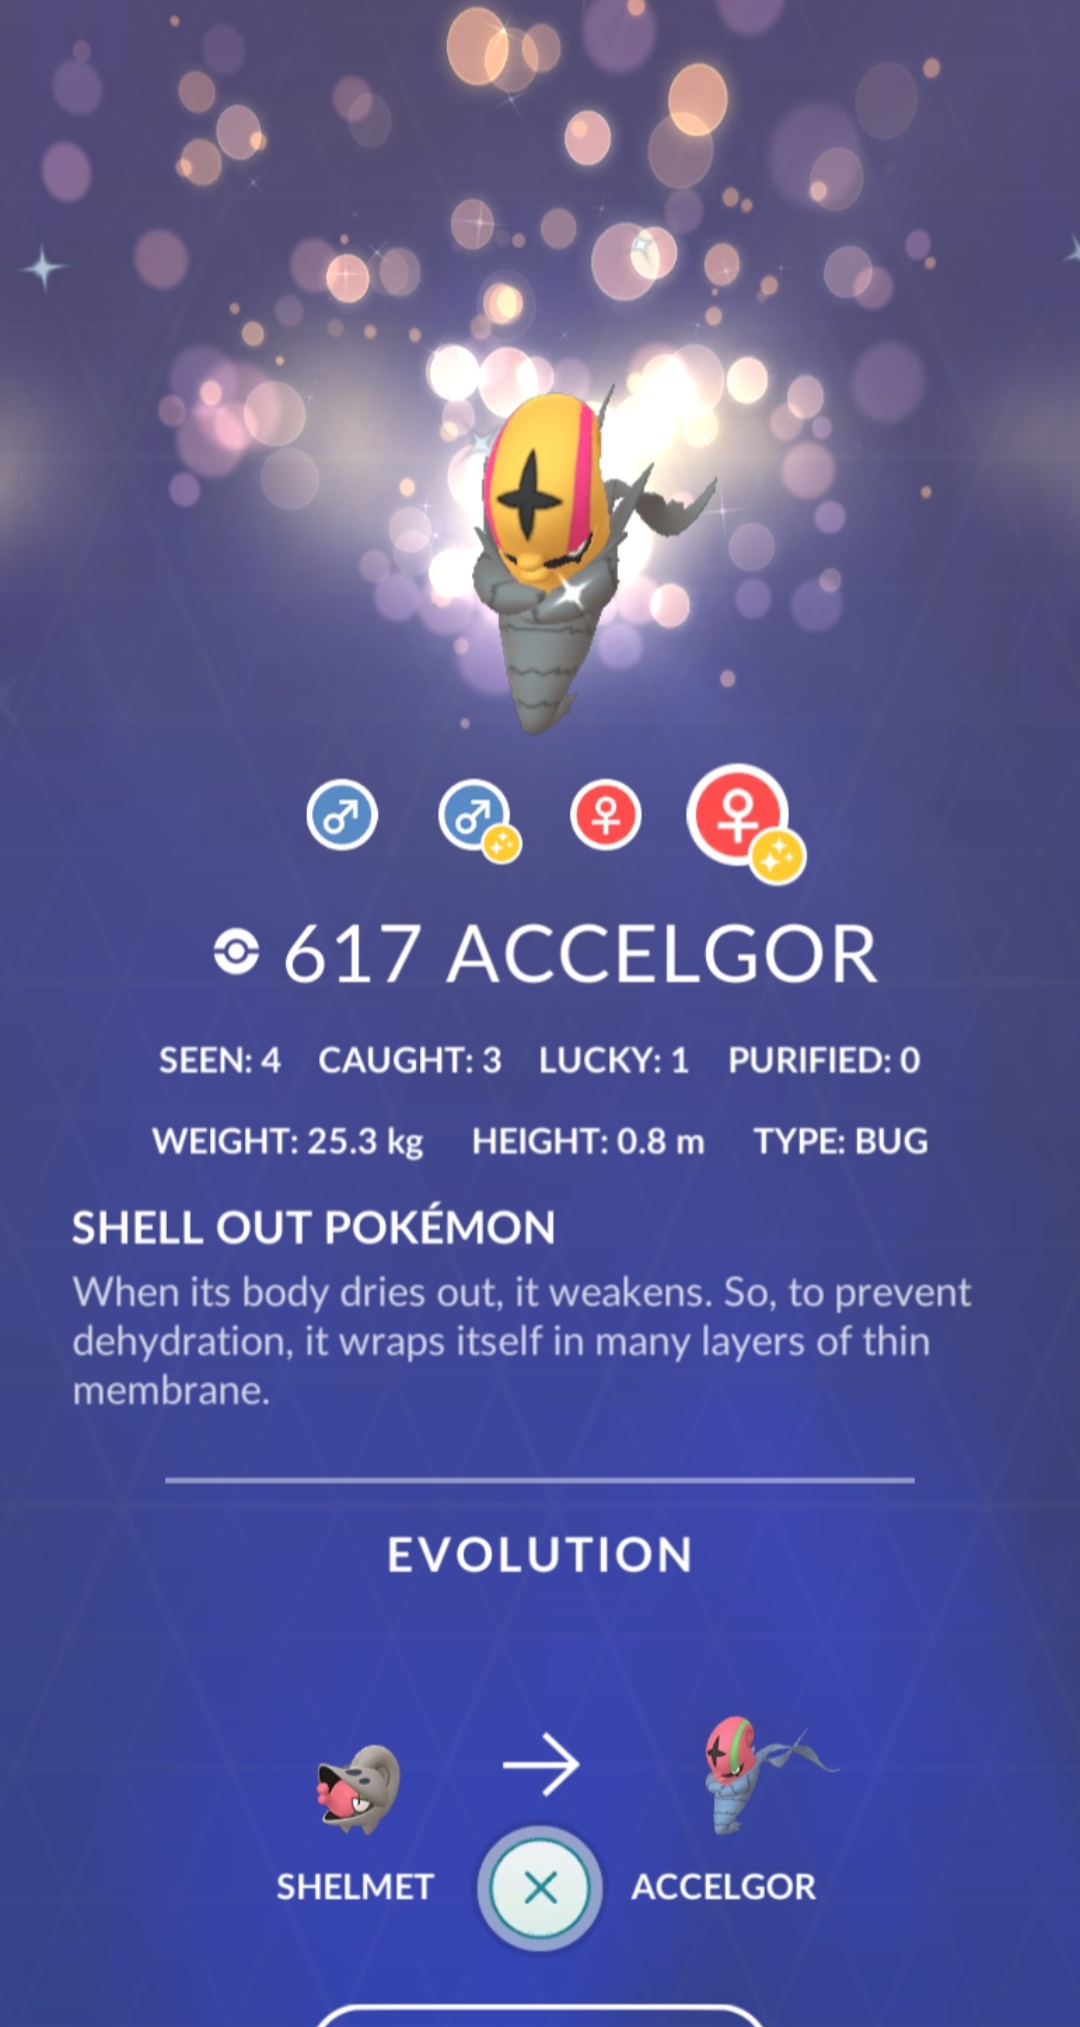 617 ACCELGOR
SEEN: 4 CAUGHT: 3 LUCKY: 1 PURIFIED: 0
WEIGHT: 25.3 kg HEIGHT: 0.8 m TYPE: BUG
SHELL OUT POKÉMON
When its body dries out, it weakens. So, to prevent
dehydration, it wraps itself in many layers of thin
membrane.
EVOLUTION
SHELMET ACCELGOR